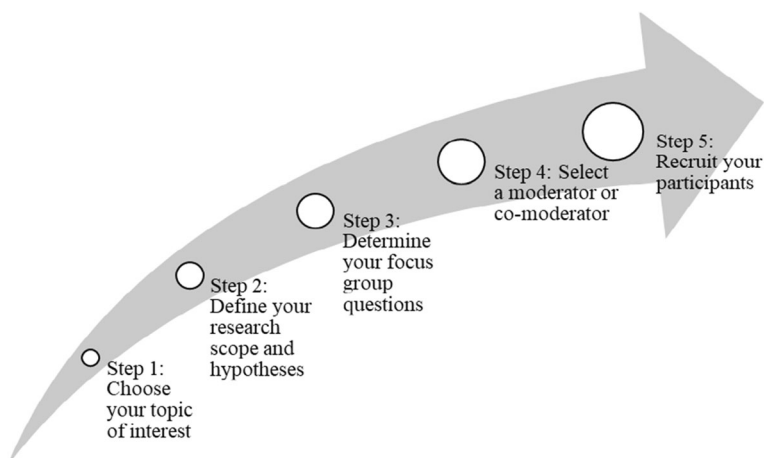 Step 1:
Choose
your topic
of interest
Step 2:
Define your
research
scope and
hypotheses
Step 3:
Determine
your focus
group
questions
Step 4: Select
a moderator or
co-moderator
Step 5:
Recruit your
participants